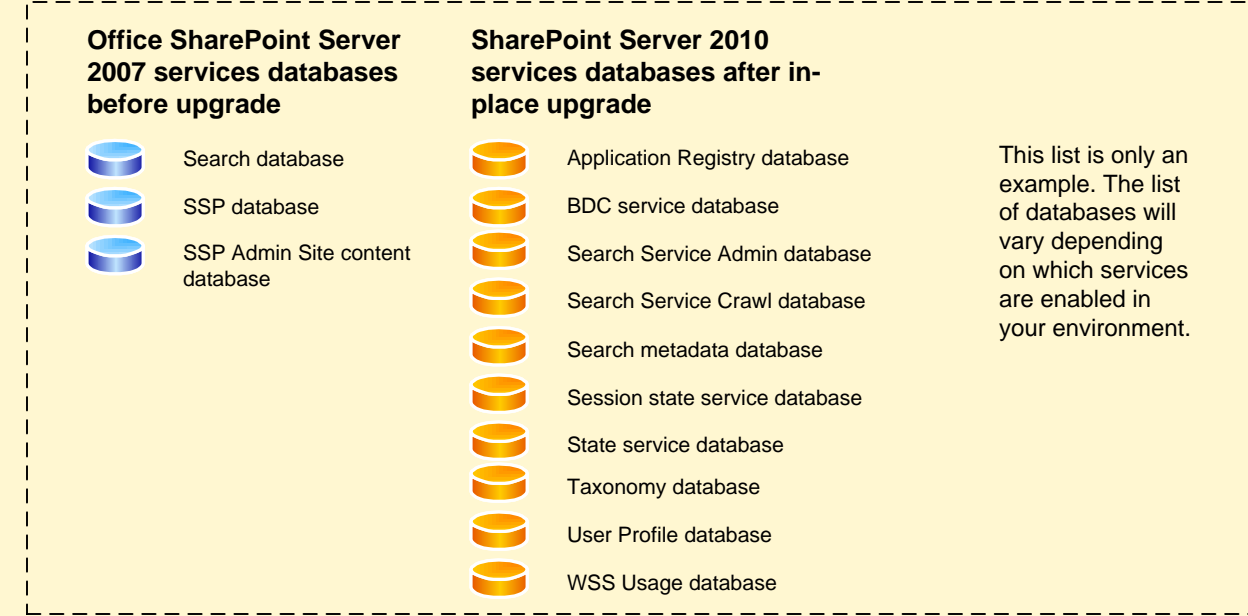 Office SharePoint Server
2007 services databases
before upgrade
Search database
SSP database
SSP Admin Site content
database
SharePoint Server 2010
services databases after in-
place upgrade
Application Registry database
BDC service database
Search Service Admin database
Search Service Crawl database
Search metadata database
Session state service database
State service database
Taxonomy database
User Profile database
WSS Usage database
This list is only an
example. The list
of databases will
vary depending
on which services
are enabled in
your environment.